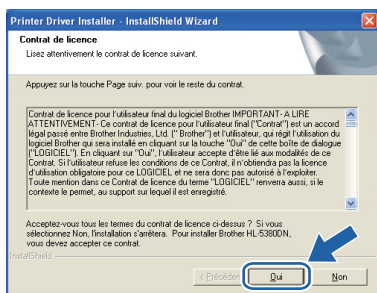 Printer Driver Installer - InstallShield Wizard
Contrat de licence
Lisez attentivement le contrat de licence suivant.
Appuyez sur la touche Page suiv. pour voir le reste du contrat.
Contrat de licence pour l'utilisateur final du logiciel Brother IMPORTANT- A LIRE
ATTENTIVEMENT- Ce contrat de licence pour l'utilisateur final ("Contrat") est un accord
légal passé entre Brother Industries, Ltd. (" Brother") et l'utilisateur, qui régit l'utilisation du
logiciel Brother qui sera installé en cliquant sur la touche "Oui" de cette boîte de dialogue
("LOGICIEL"). En cliquant sur "Oui", l'utilisateur accepte d'être lié aux modalités de ce
Contrat. Si l'utilisateur refuse les conditions de ce Contrat, il n'obtiendra pas la licence
d'utilisation obligatoire pour ce LOGICIEL et ne sera donc pas autorisé à l'exploiter.
Toute mention dans ce Contrat de licence du terme "LOGICIEL" renverra aussi, si le
contexte le permet, au support sur lequel il est enregistré.
Acceptez-vous tous les termes du contrat de licence ci-dessus ? Si vous
sélectionnez Non, l'installation s'arrêtera. Pour installer Brother HL-5380DN,
vous devez accepter ce contrat.
InstallShield
< Précédent
Oui
Non